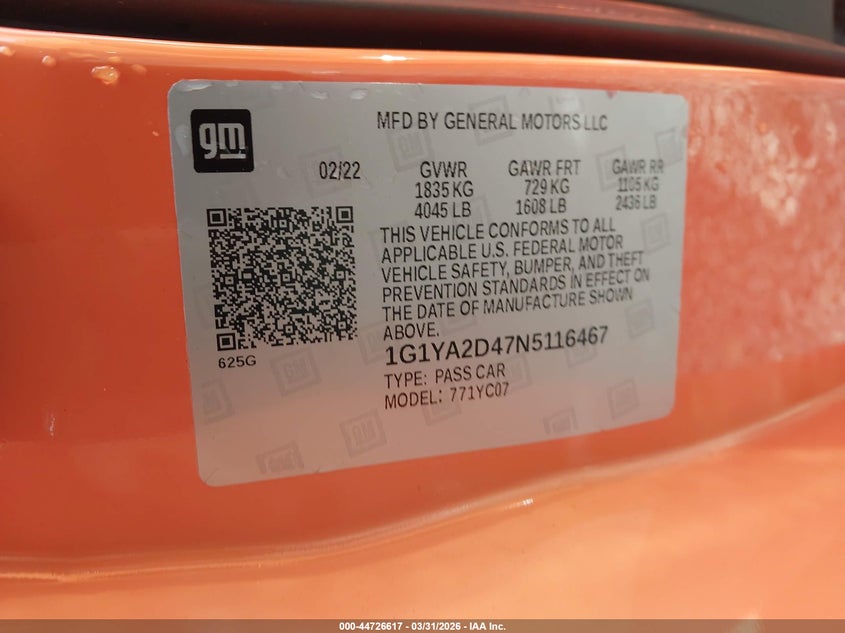 gm
MFD BY GENERAL MOTORS LLC
02/22 GVWR GAWR FRT GAWR RR
1835 KG 729 KG 1105 KG
4045 LB 1608 LB 2436 LB
THIS VEHICLE CONFORMS TO ALL
APPLICABLE U.S. FEDERAL MOTOR
VEHICLE SAFETY, BUMPER, AND THEFT
PREVENTION STANDARDS IN EFFECT ON
THE DATE OF MANUFACTURE SHOWN
ABOVE.
625G
1G1YA2D47N5116467
TYPE: PASS CAR
MODEL: 771YC07
000-44726617 - 03/31/2026 - IAA Inc.